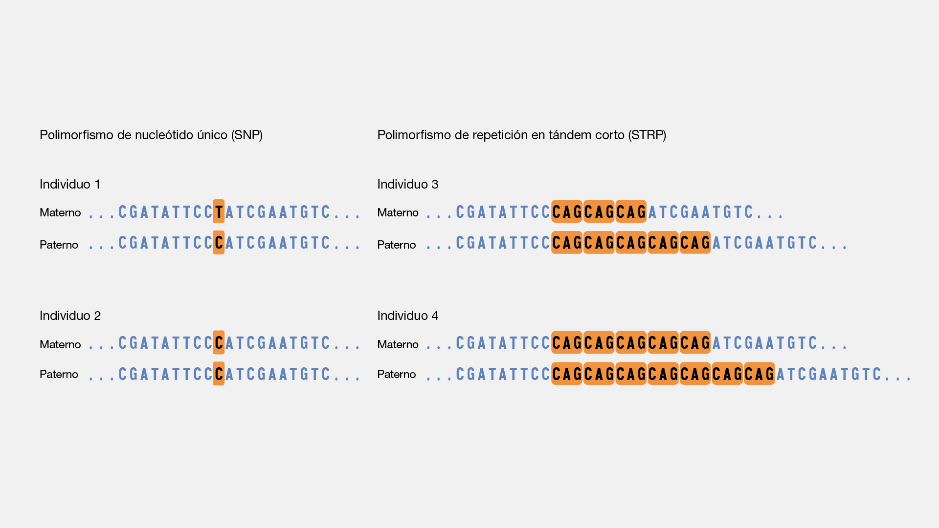 Polimorfismo de nucleótido único (SNP)
Individuo 1
Materno ...CGATATTCCTATCGAATGTC...
Paterno ...CGATATTCCCATCGAATGTC...
Individuo 2
Materno ...CGATATTCCCATCGAATGTC...
Paterno ...CGATATTCCCATCGAATGTC...
Polimorfismo de repetición en tándem corto (STRP)
Individuo 3
Materno ...CGATATTCCCAGCAGCAGATCGAATGTC...
Paterno ...CGATATTCCCAGCAGCAGCAGCAGATCGAATGTC...
Individuo 4
Materno ...CGATATTCCCAGCAGCAGCAGCAGATCGAATGTC...
Paterno ...CGATATTCCCAGCAGCAGCAGCAGCAGCAGATCGAATGTC...